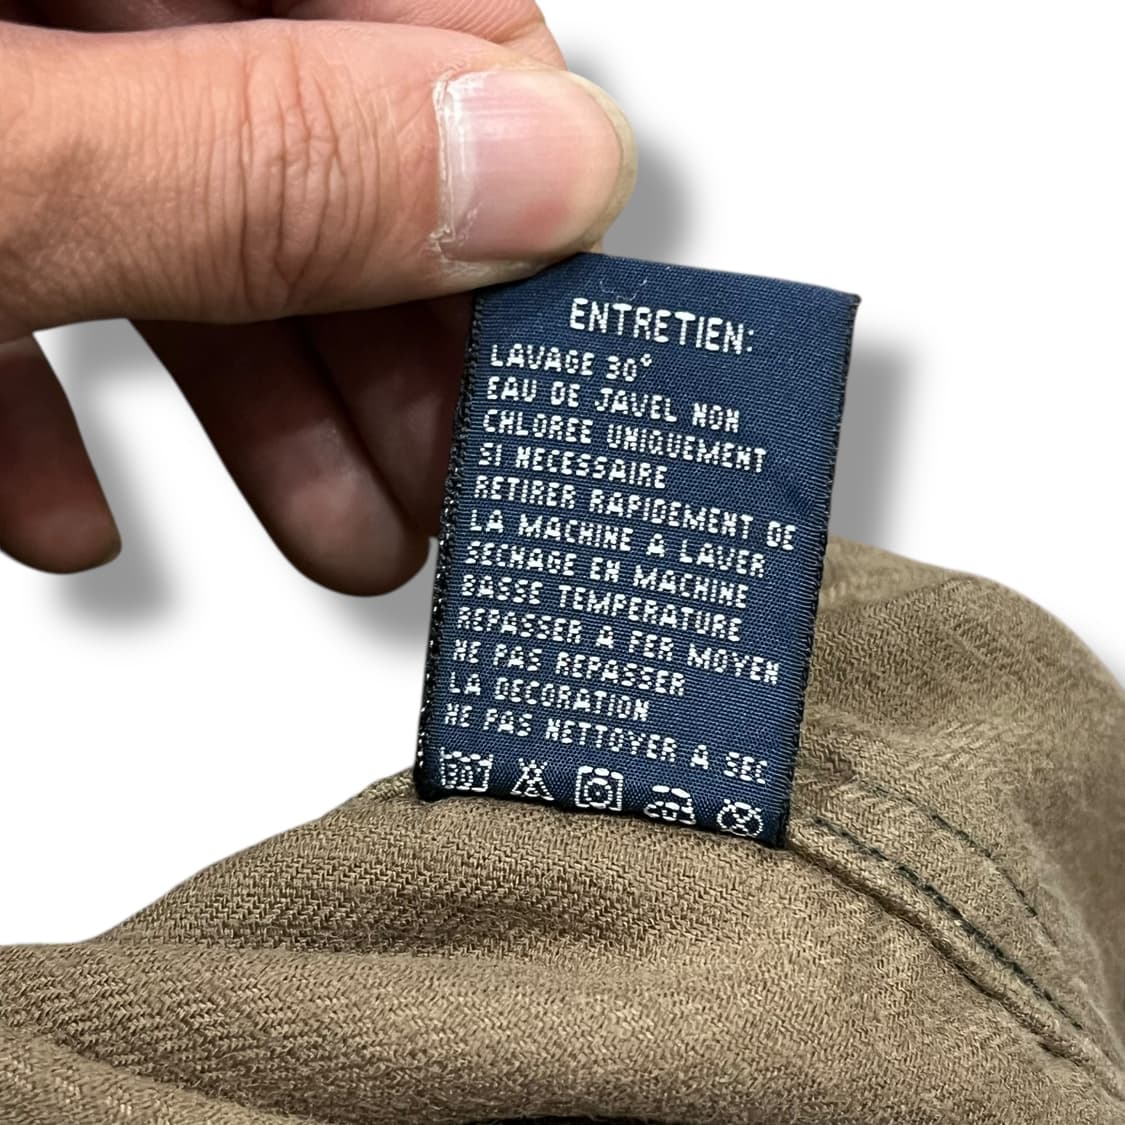 ENTRETIEN:
LAVAGE 30°
EAU DE JAVEL NON
CHLOREE UNIQUEMENT
SI NECESSAIRE
RETIRER RAPIDEMENT DE
LA MACHINE A LAVER
SECHAGE EN MACHINE
BASSE TEMPERATURE
REPASSER A FER MOYEN
NE PAS REPASSER
LA DECORATION
NE PAS NETTOYER A SEC
30°